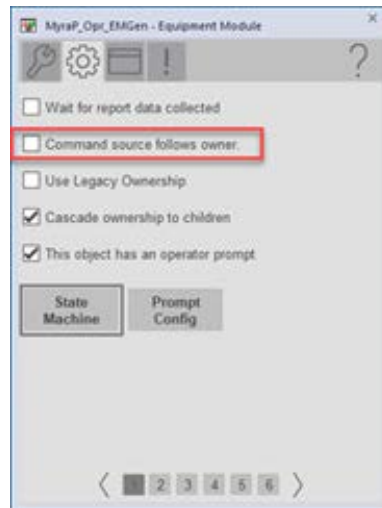 MyraP_Opr_EMGen - Equipment Module
×
?
Wait for report data collected
Command source follows owner.
Use Legacy Ownership
Cascade ownership to children
This object has an operator prompt
State Machine
Prompt Config
1 2 3 4 5 6